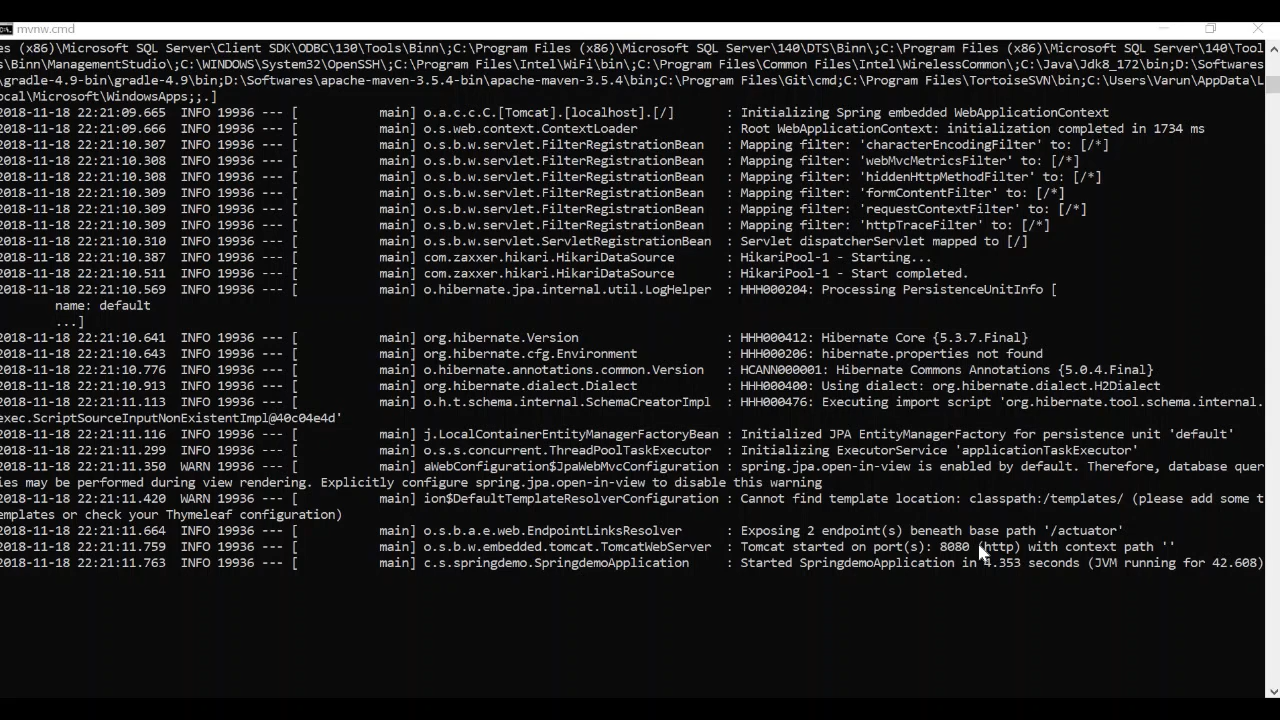 mvnw.cmd
es (x86)\Microsoft SQL Server\Client SDK\ODBC\130\Tools\Binn\;C:\Program Files (x86)\Microsoft SQL Server\140\DTS\Binn\;C:\Program Files (x86)\Microsoft SQL Server\140\Tool
s\Binn\ManagementStudio\;C:\WINDOWS\System32\OpenSSH\;C:\Program Files\Intel\WiFi\bin\;C:\Program Files\Common Files\Intel\WirelessCommon\;C:\Java\Jdk8_172\bin;D:\Softwares
\gradle-4.9-bin\gradle-4.9\bin;D:\Softwares\apache-maven-3.5.4-bin\apache-maven-3.5.4\bin;C:\Program Files\Git\cmd;C:\Program Files\TortoiseSVN\bin;C:\Users\Varun\AppData\L
ocal\Microsoft\WindowsApps;;.]
2018-11-18 22:21:09.665  INFO 19936 --- [           main] o.a.c.c.C.[Tomcat].[localhost].[/]       : Initializing Spring embedded WebApplicationContext
2018-11-18 22:21:09.666  INFO 19936 --- [           main] o.s.web.context.ContextLoader            : Root WebApplicationContext: initialization completed in 1734 ms
2018-11-18 22:21:10.307  INFO 19936 --- [           main] o.s.b.w.servlet.FilterRegistrationBean   : Mapping filter: 'characterEncodingFilter' to: [/*]
2018-11-18 22:21:10.308  INFO 19936 --- [           main] o.s.b.w.servlet.FilterRegistrationBean   : Mapping filter: 'webMvcMetricsFilter' to: [/*]
2018-11-18 22:21:10.308  INFO 19936 --- [           main] o.s.b.w.servlet.FilterRegistrationBean   : Mapping filter: 'hiddenHttpMethodFilter' to: [/*]
2018-11-18 22:21:10.309  INFO 19936 --- [           main] o.s.b.w.servlet.FilterRegistrationBean   : Mapping filter: 'formContentFilter' to: [/*]
2018-11-18 22:21:10.309  INFO 19936 --- [           main] o.s.b.w.servlet.FilterRegistrationBean   : Mapping filter: 'requestContextFilter' to: [/*]
2018-11-18 22:21:10.309  INFO 19936 --- [           main] o.s.b.w.servlet.FilterRegistrationBean   : Mapping filter: 'httpTraceFilter' to: [/*]
2018-11-18 22:21:10.310  INFO 19936 --- [           main] o.s.b.w.servlet.ServletRegistrationBean  : Servlet dispatcherServlet mapped to [/]
2018-11-18 22:21:10.387  INFO 19936 --- [           main] com.zaxxer.hikari.HikariDataSource       : HikariPool-1 - Starting...
2018-11-18 22:21:10.511  INFO 19936 --- [           main] com.zaxxer.hikari.HikariDataSource       : HikariPool-1 - Start completed.
2018-11-18 22:21:10.569  INFO 19936 --- [           main] o.hibernate.jpa.internal.util.LogHelper  : HHH000204: Processing PersistenceUnitInfo [
        name: default
        ...]
2018-11-18 22:21:10.641  INFO 19936 --- [           main] org.hibernate.Version                    : HHH000412: Hibernate Core {5.3.7.Final}
2018-11-18 22:21:10.643  INFO 19936 --- [           main] org.hibernate.cfg.Environment            : HHH000206: hibernate.properties not found
2018-11-18 22:21:10.776  INFO 19936 --- [           main] o.hibernate.annotations.common.Version   : HCANN000001: Hibernate Commons Annotations {5.0.4.Final}
2018-11-18 22:21:10.913  INFO 19936 --- [           main] org.hibernate.dialect.Dialect            : HHH000400: Using dialect: org.hibernate.dialect.H2Dialect
2018-11-18 22:21:11.113  INFO 19936 --- [           main] o.h.t.schema.internal.SchemaCreatorImpl  : HHH000476: Executing import script 'org.hibernate.tool.schema.internal.
exec.ScriptSourceInputNonExistentImpl@40c04e4d'
2018-11-18 22:21:11.116  INFO 19936 --- [           main] j.LocalContainerEntityManagerFactoryBean : Initialized JPA EntityManagerFactory for persistence unit 'default'
2018-11-18 22:21:11.299  INFO 19936 --- [           main] o.s.s.concurrent.ThreadPoolTaskExecutor  : Initializing ExecutorService 'applicationTaskExecutor'
2018-11-18 22:21:11.350  WARN 19936 --- [           main] aWebConfiguration$JpaWebMvcConfiguration : spring.jpa.open-in-view is enabled by default. Therefore, database quer
ies may be performed during view rendering. Explicitly configure spring.jpa.open-in-view to disable this warning
2018-11-18 22:21:11.420  WARN 19936 --- [           main] ion$DefaultTemplateResolverConfiguration : Cannot find template location: classpath:/templates/ (please add some t
emplates or check your Thymeleaf configuration)
2018-11-18 22:21:11.664  INFO 19936 --- [           main] o.s.b.a.e.web.EndpointLinksResolver      : Exposing 2 endpoint(s) beneath base path '/actuator'
2018-11-18 22:21:11.759  INFO 19936 --- [           main] o.s.b.w.embedded.tomcat.TomcatWebServer  : Tomcat started on port(s): 8080 (http) with context path ''
2018-11-18 22:21:11.763  INFO 19936 --- [           main] c.s.springdemo.SpringdemoApplication     : Started SpringdemoApplication in 4.353 seconds (JVM running for 42.608)